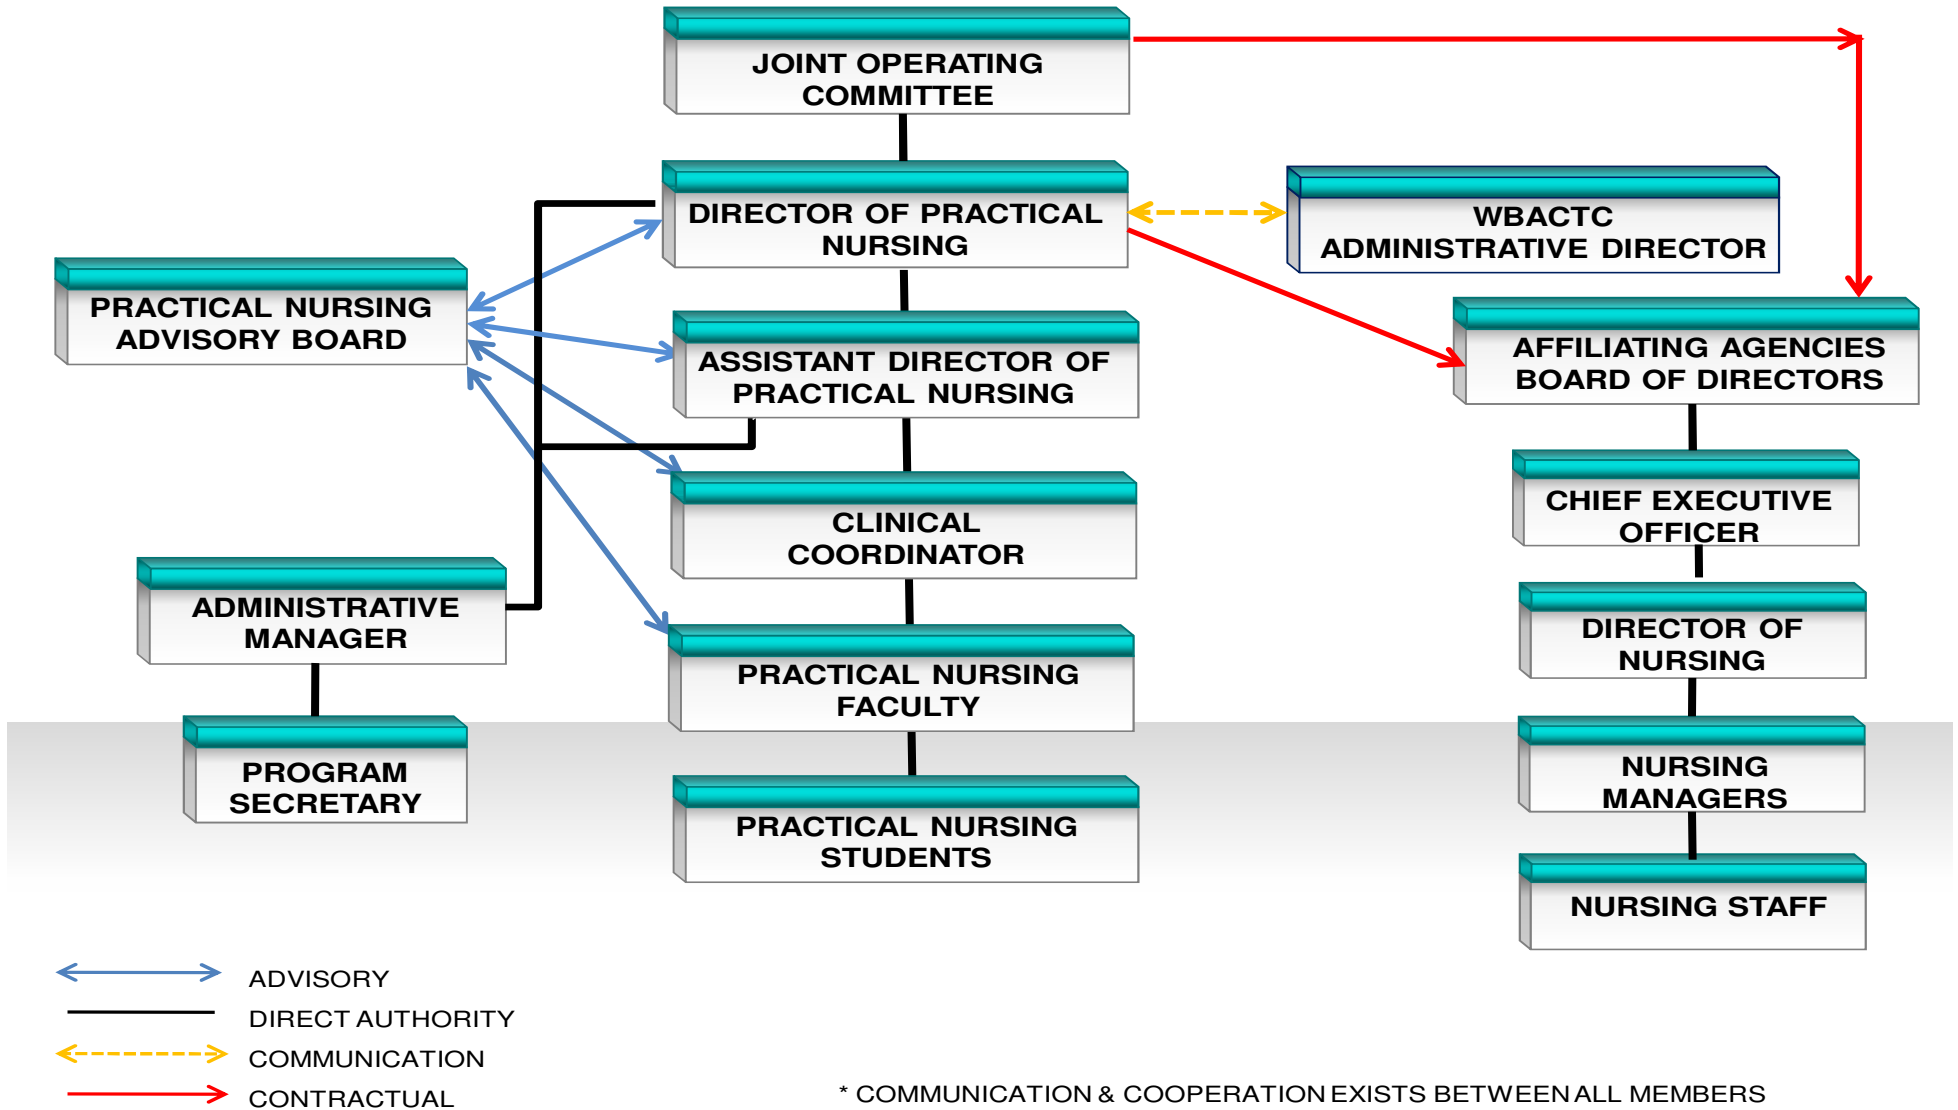 JOINT OPERATING
COMMITTEE
DIRECTOR OF PRACTICAL
NURSING
WBACTC
ADMINISTRATIVE DIRECTOR
PRACTICAL NURSING
ADVISORY BOARD
ASSISTANT DIRECTOR OF
PRACTICAL NURSING
AFFILIATING AGENCIES
BOARD OF DIRECTORS
CLINICAL
COORDINATOR
CHIEF EXECUTIVE
OFFICER
ADMINISTRATIVE
MANAGER
PRACTICAL NURSING
FACULTY
DIRECTOR OF
NURSING
PROGRAM
SECRETARY
PRACTICAL NURSING
STUDENTS
NURSING
MANAGERS
NURSING STAFF
ADVISORY
DIRECT AUTHORITY
COMMUNICATION
CONTRACTUAL
* COMMUNICATION & COOPERATION EXISTS BETWEEN ALL MEMBERS